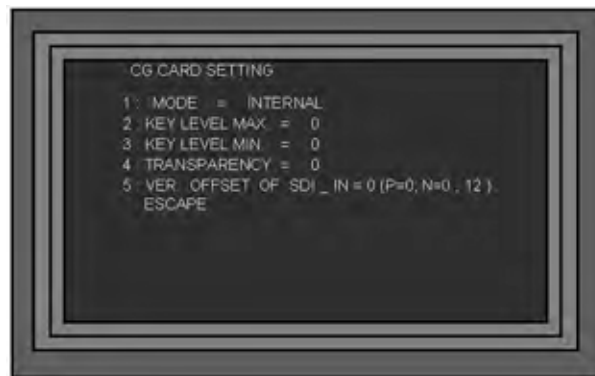 CG CARD SETTING
1 : MODE = INTERNAL
2 : KEY LEVEL MAX = 0
3 : KEY LEVEL MIN = 0
4 : TRANSPARENCY = 0
5 : VER OFFSET OF SDI _ IN = 0 (P=0; N=0 , 12 )
ESCAPE